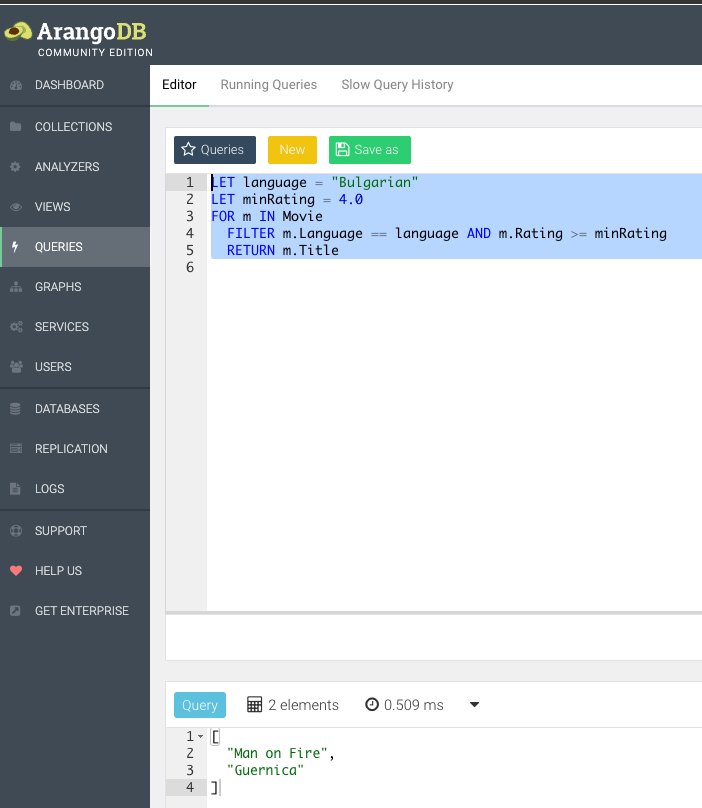 ArangoDB
COMMUNITY EDITION
DASHBOARD
COLLECTIONS
ANALYZERS
VIEWS
QUERIES
GRAPHS
SERVICES
USERS
DATABASES
REPLICATION
LOGS
SUPPORT
HELP US
GET ENTERPRISE
Editor Running Queries Slow Query History
Queries New Save as
1 LET language = "Bulgarian"
2 LET minRating = 4.0
3 FOR m IN Movie
4 FILTER m.Language == language AND m.Rating >= minRating
5 RETURN m.Title
6
Query 2 elements 0.509 ms
1 [
2 "Man on Fire",
3 "Guernica"
4 ]